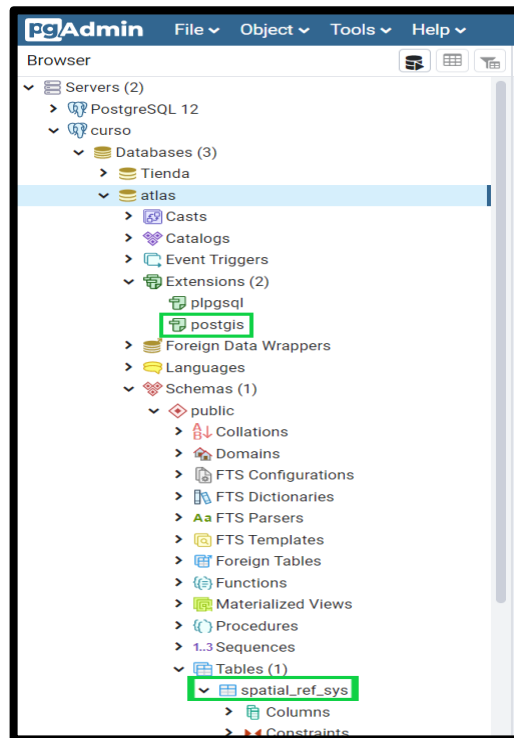 pgAdmin File Object Tools Help
Browser
Servers (2)
PostgreSQL 12
curso
Databases (3)
Tienda
atlas
Casts
Catalogs
Event Triggers
Extensions (2)
plpgsql
postgis
Foreign Data Wrappers
Languages
Schemas (1)
public
Collations
Domains
FTS Configurations
FTS Dictionaries
Aa FTS Parsers
FTS Templates
Foreign Tables
Functions
Materialized Views
Procedures
1..3 Sequences
Tables (1)
spatial_ref_sys
Columns
Constraints